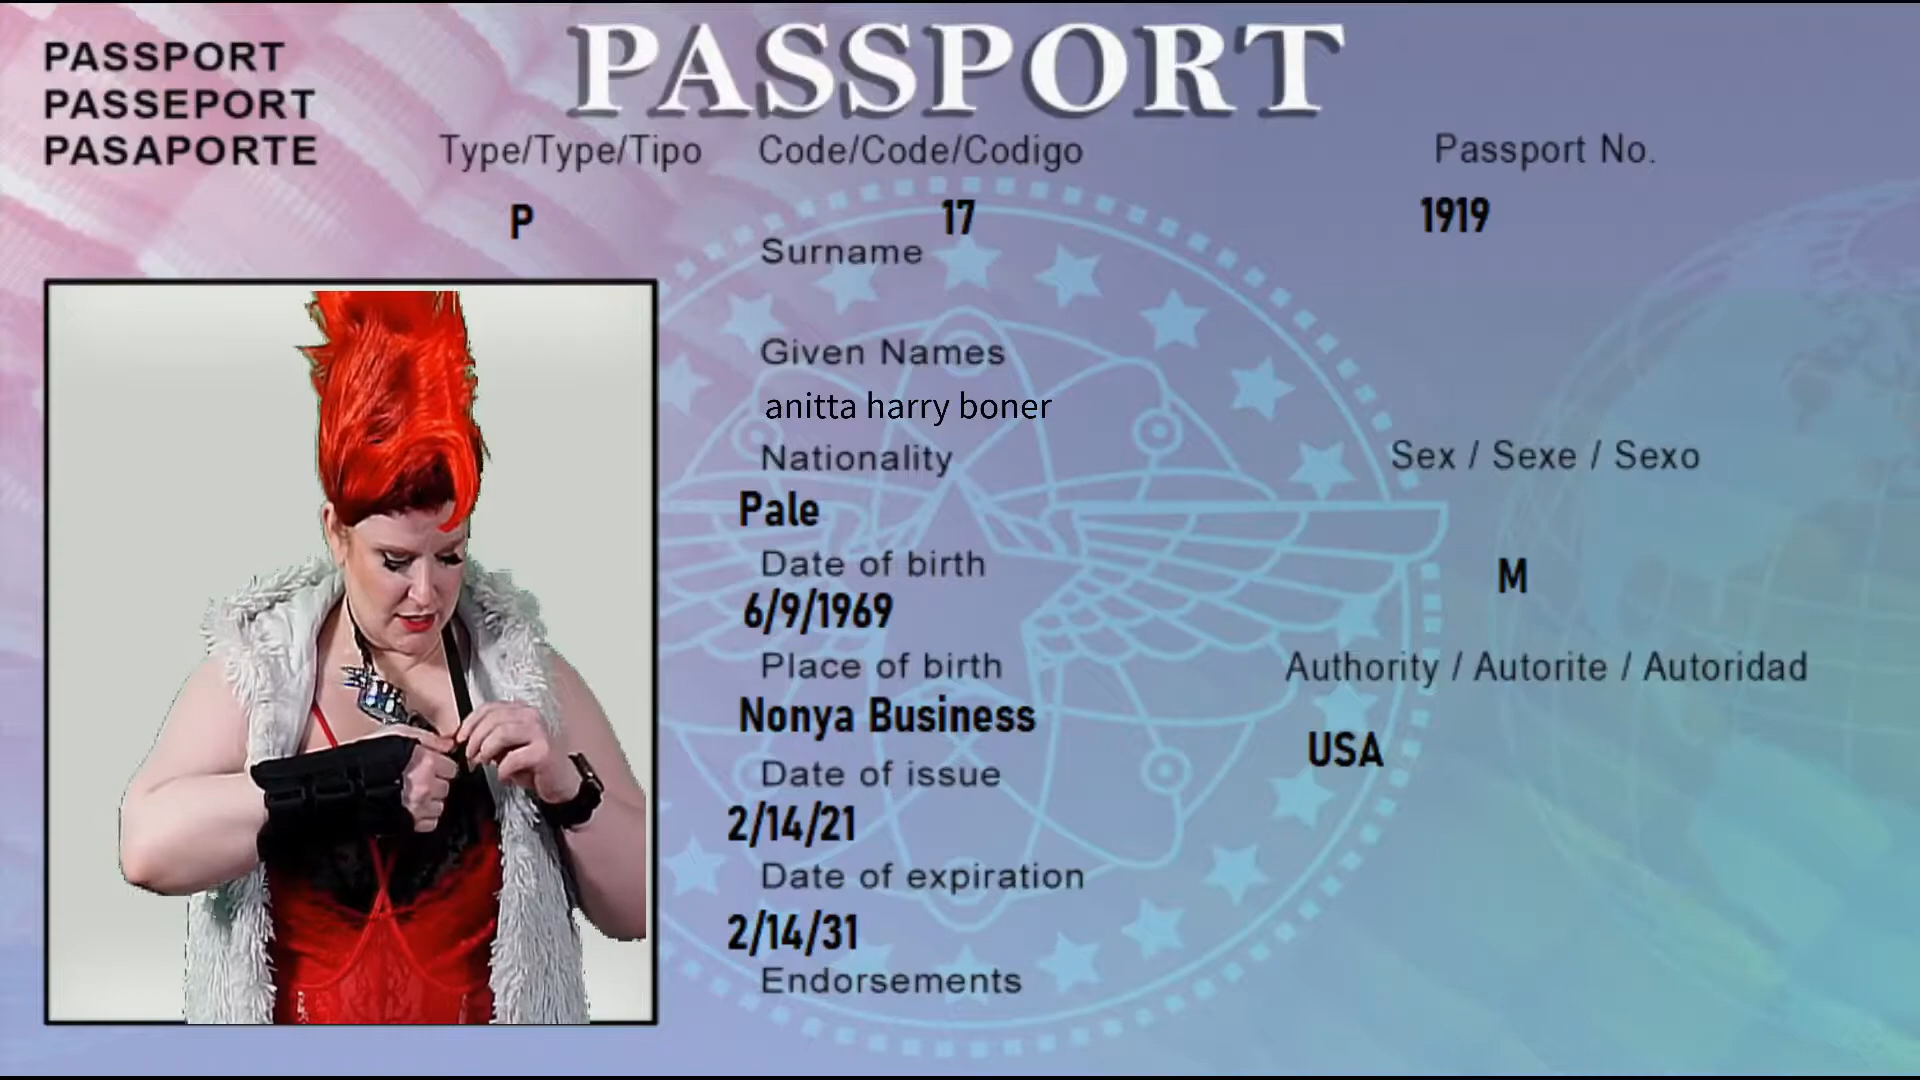 PASSPORT
PASSEPORT
PASAPORTE
PASSPORT
Type/Type/Tipo Code/Code/Codigo Passport No.
P 17 1919
Surname
Given Names
anitta harry boner
Nationality Sex / Sexe / Sexo
Pale
M
Date of birth
6/9/1969
Place of birth Authority / Autorite / Autoridad
Nonya Business
USA
Date of issue
2/14/21
Date of expiration
2/14/31
Endorsements